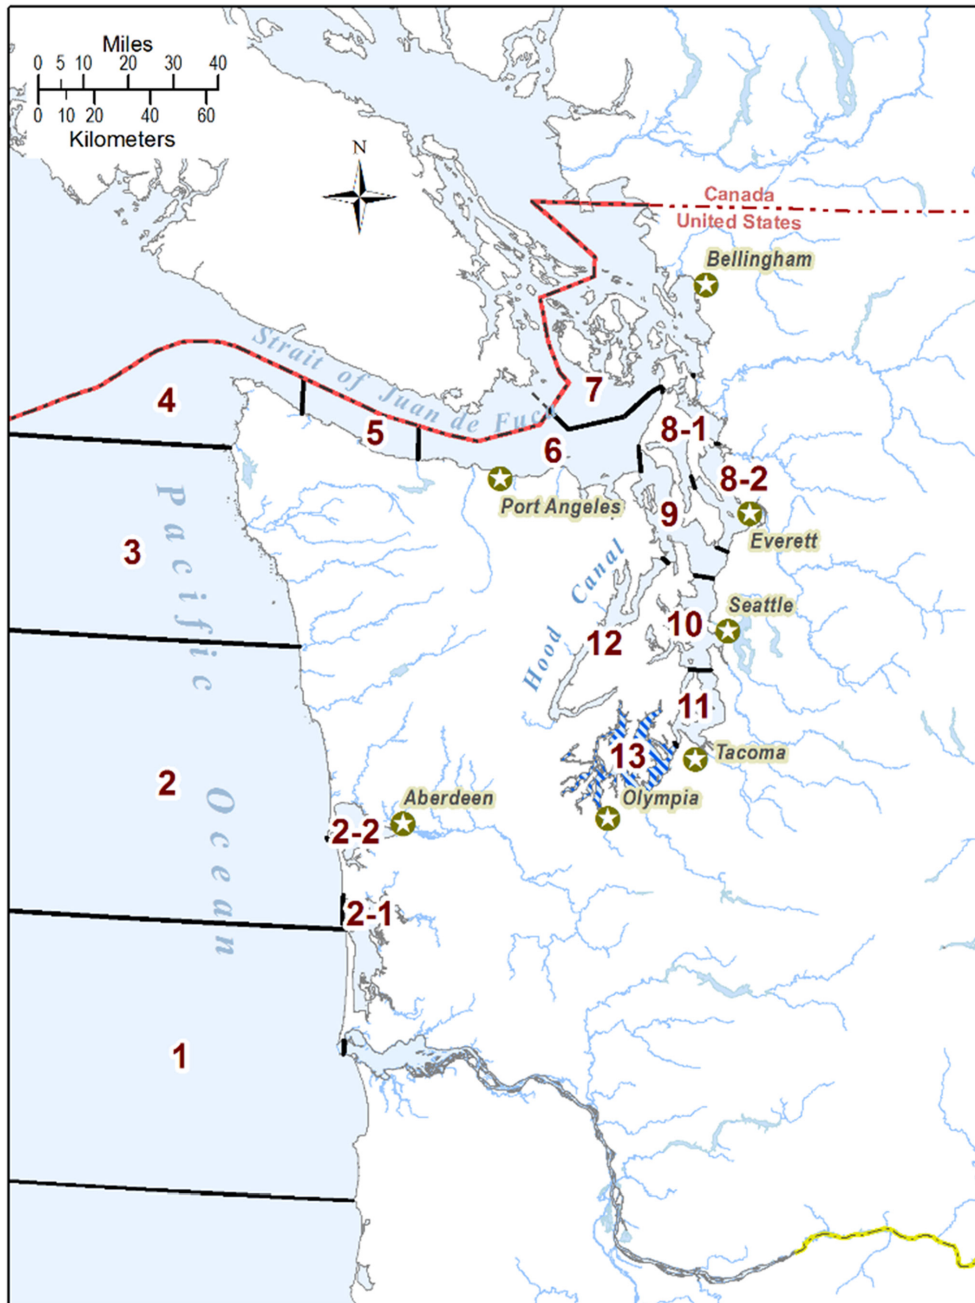 Miles
0 5 10 20 30 40
0 10 20 40 60
Kilometers
N
Canada
United States
Bellingham
Strait of Juan de Fuca
4
7
5
6
8-1
8-2
Port Angeles
9
Everett
Pacific Ocean
3
Hood Canal
12
10
Seattle
11
13
Tacoma
2
Aberdeen
Olympia
2-2
2-1
1